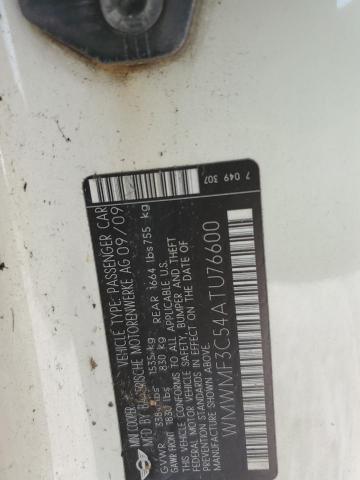 MINI COOPER VEHICLE TYPE: PASSENGER CAR
MFD BY BAYERISCHE MOTORENWERKE AG 09/09
GVWR 338 lbs 1535 kg
GAWR FRONT 1830 lbs 830 kg REAR 1664 lbs 755 kg
THIS VEHICLE CONFORMS TO ALL APPLICABLE
FEDERAL MOTOR VEHICLE SAFETY, BUMPER AND THEFT
PREVENTION STANDARDS IN EFFECT ON THE DATE OF
MANUFACTURE SHOWN ABOVE.
WMWMF3C54ATU76600
7 049 307